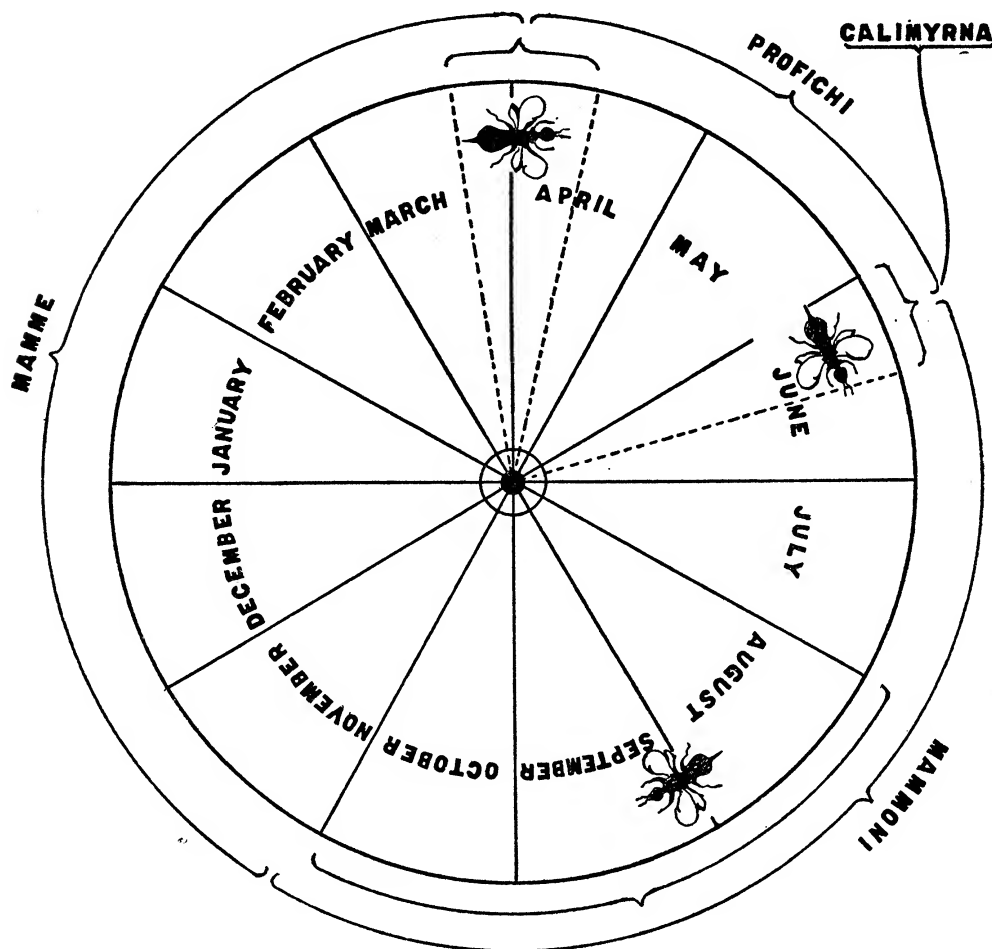 CALIMYRNA
PROFICHI
MAMME
MAMMONI
JANUARY
FEBRUARY
MARCH
APRIL
MAY
JUNE
JULY
AUGUST
SEPTEMBER
OCTOBER
NOVEMBER
DECEMBER